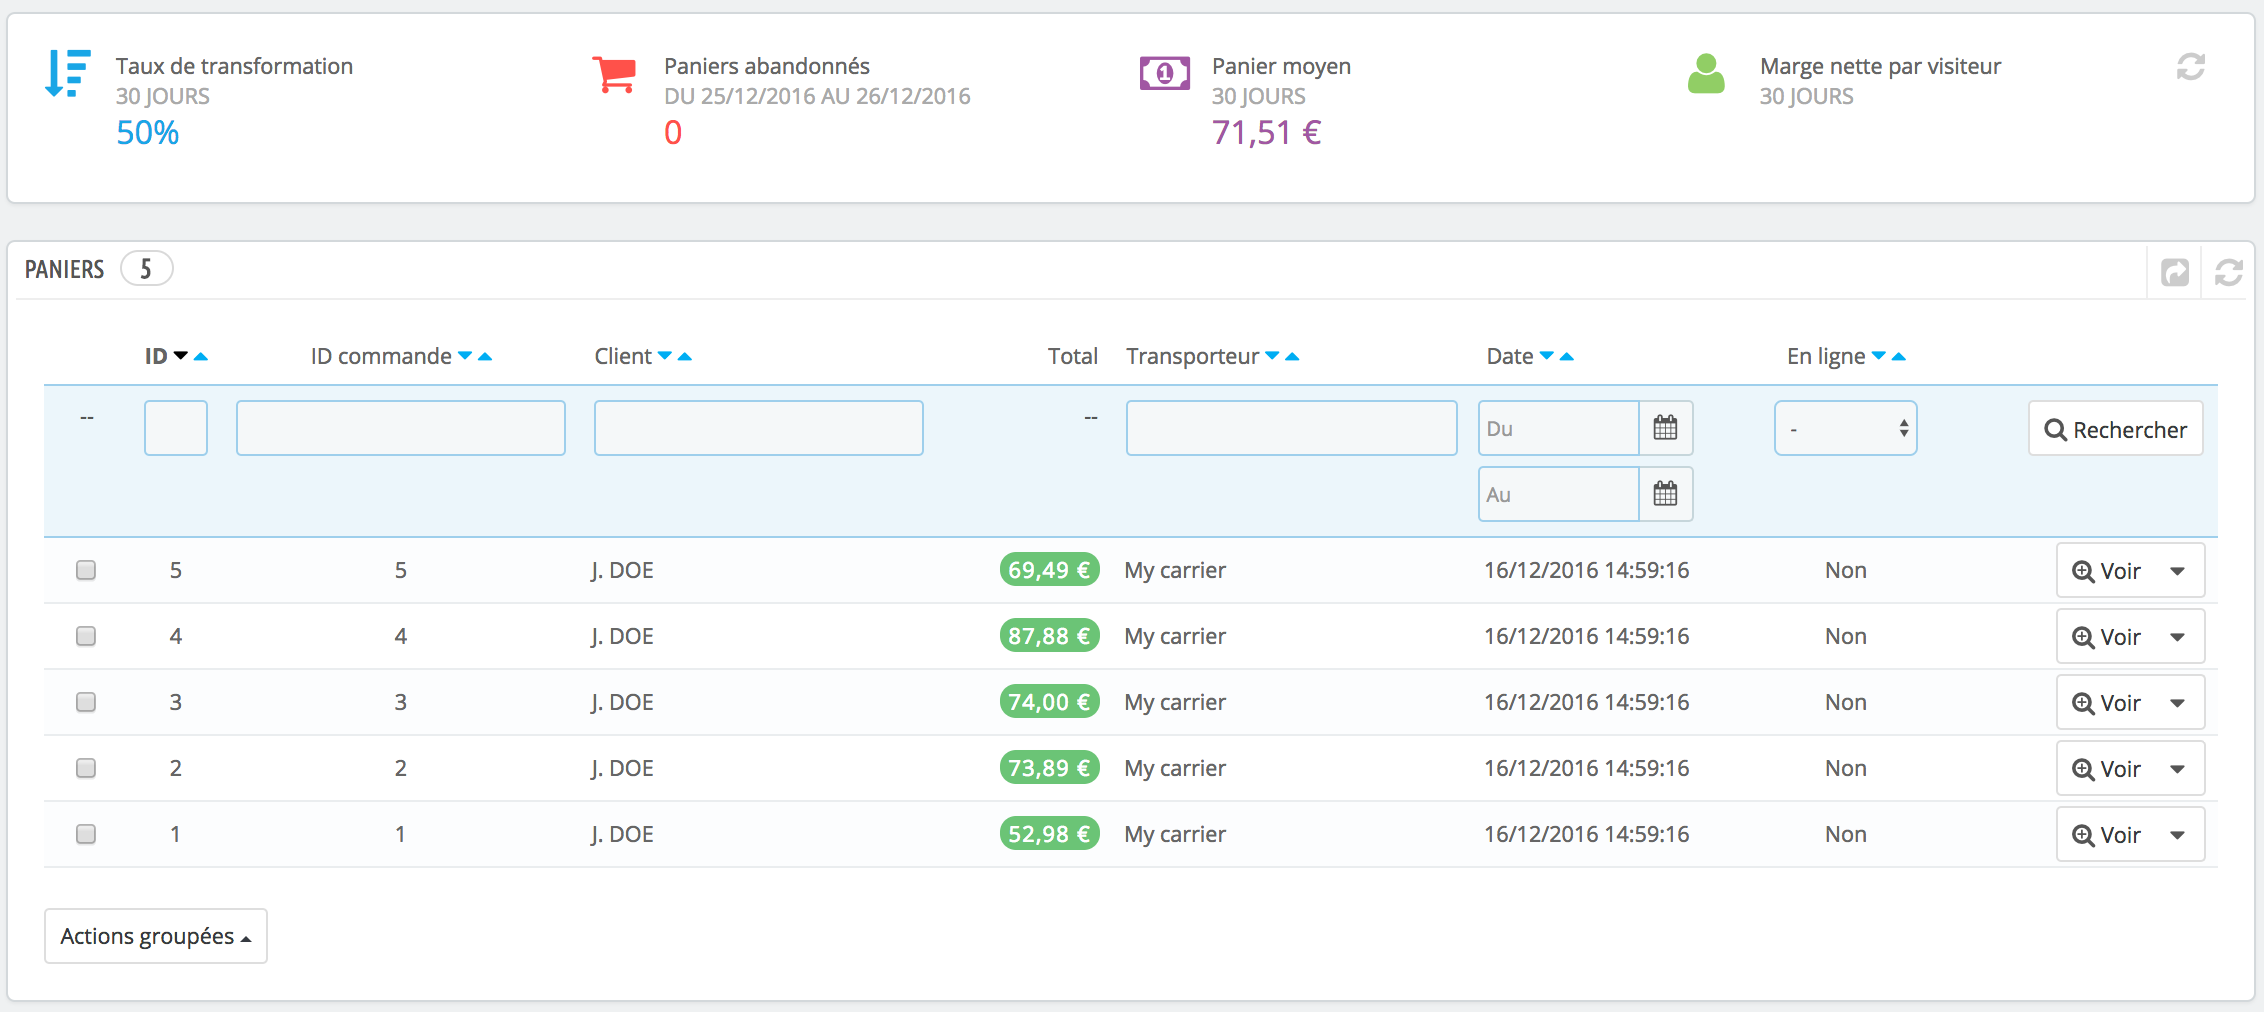 Taux de transformation
30 JOURS
50%
Paniers abandonnés
DU 25/12/2016 AU 26/12/2016
0
1
Panier moyen
30 JOURS
71,51 €
Marge nette par visiteur
30 JOURS
PANIERS 5
ID ID commande Client Total Transporteur Date En ligne
-- -- Du - Rechercher
Au
5 5 J. DOE 69,49 € My carrier 16/12/2016 14:59:16 Non Voir
4 4 J. DOE 87,88 € My carrier 16/12/2016 14:59:16 Non Voir
3 3 J. DOE 74,00 € My carrier 16/12/2016 14:59:16 Non Voir
2 2 J. DOE 73,89 € My carrier 16/12/2016 14:59:16 Non Voir
1 1 J. DOE 52,98 € My carrier 16/12/2016 14:59:16 Non Voir
Actions groupées